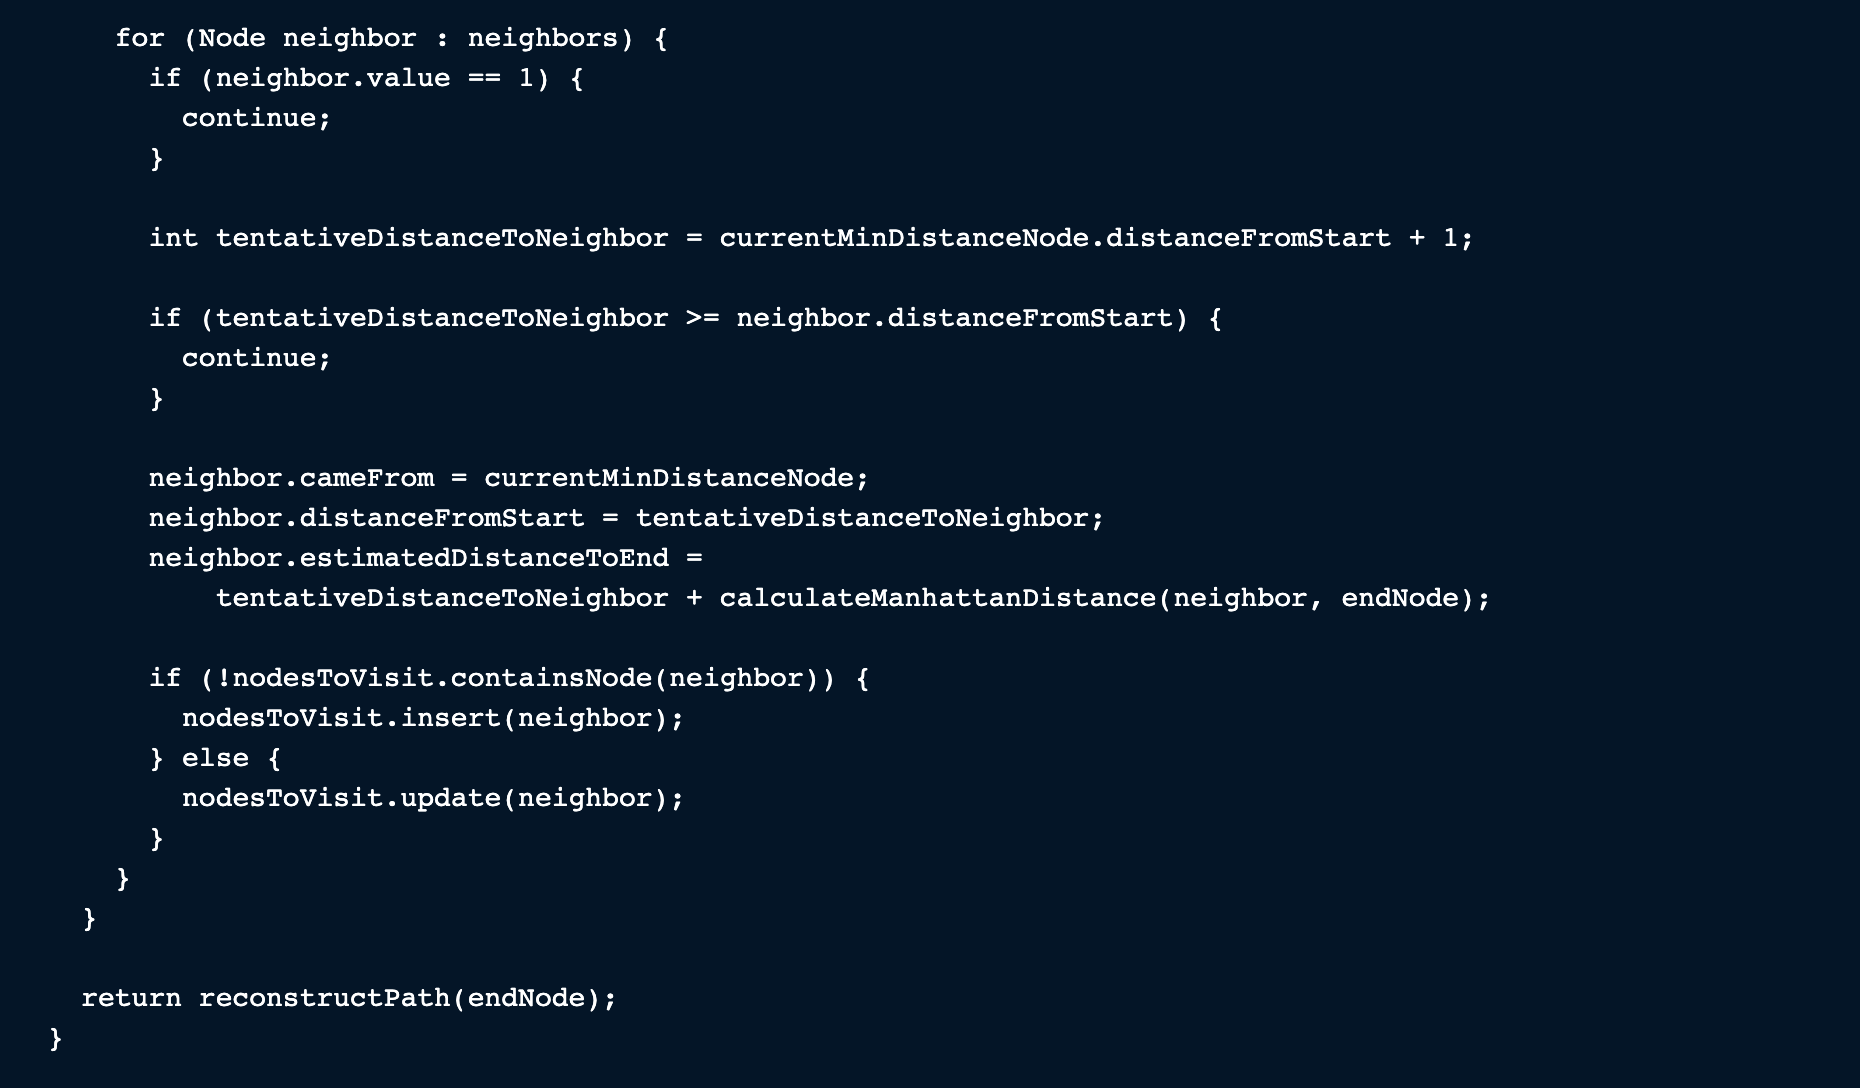 for (Node neighbor : neighbors) {
if (neighbor.value == 1) {
continue;
}
int tentativeDistanceToNeighbor = currentMinDistanceNode.distanceFromStart + 1;
if (tentativeDistanceToNeighbor >= neighbor.distanceFromStart) {
continue;
}
neighbor.cameFrom = currentMinDistanceNode;
neighbor.distanceFromStart = tentativeDistanceToNeighbor;
neighbor.estimatedDistanceToEnd =
tentativeDistanceToNeighbor + calculateManhattanDistance(neighbor, endNode);
if (!nodesToVisit.containsNode(neighbor)) {
nodesToVisit.insert(neighbor);
} else {
nodesToVisit.update(neighbor);
}
}
}
return reconstructPath(endNode);
}